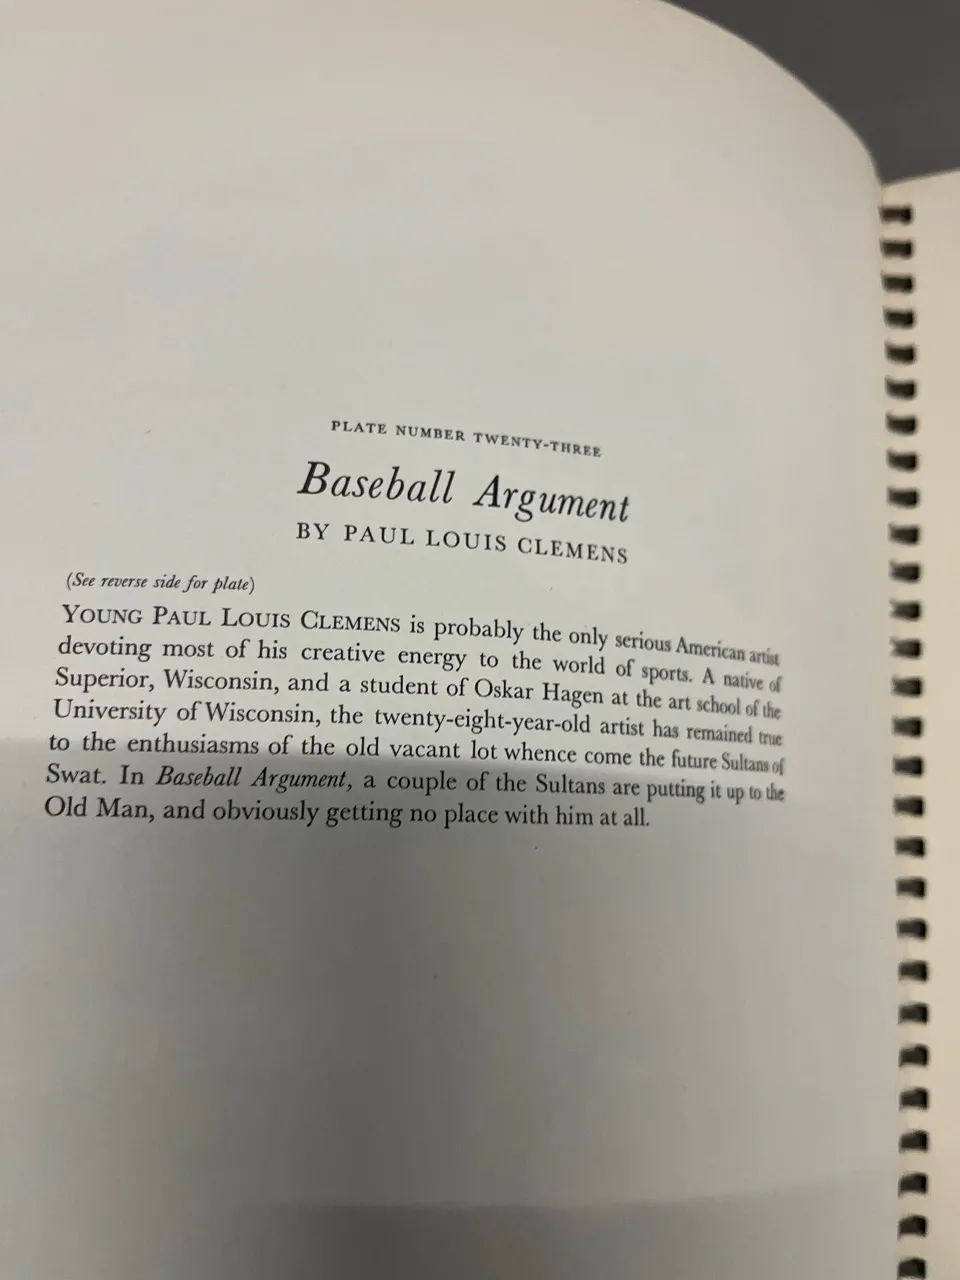 PLATE NUMBER TWENTY-THREE
Baseball Argument
BY PAUL LOUIS CLEMENS
(See reverse side for plate)
YOUNG PAUL LOUIS CLEMENS is probably the only serious American artist
devoting most of his creative energy to the world of sports. A native of
Superior, Wisconsin, and a student of Oskar Hagen at the art school of the
University of Wisconsin, the twenty-eight-year-old artist has remained true
to the enthusiasms of the old vacant lot whence come the future Sultans of
Swat. In Baseball Argument, a couple of the Sultans are putting it up to the
Old Man, and obviously getting no place with him at all.